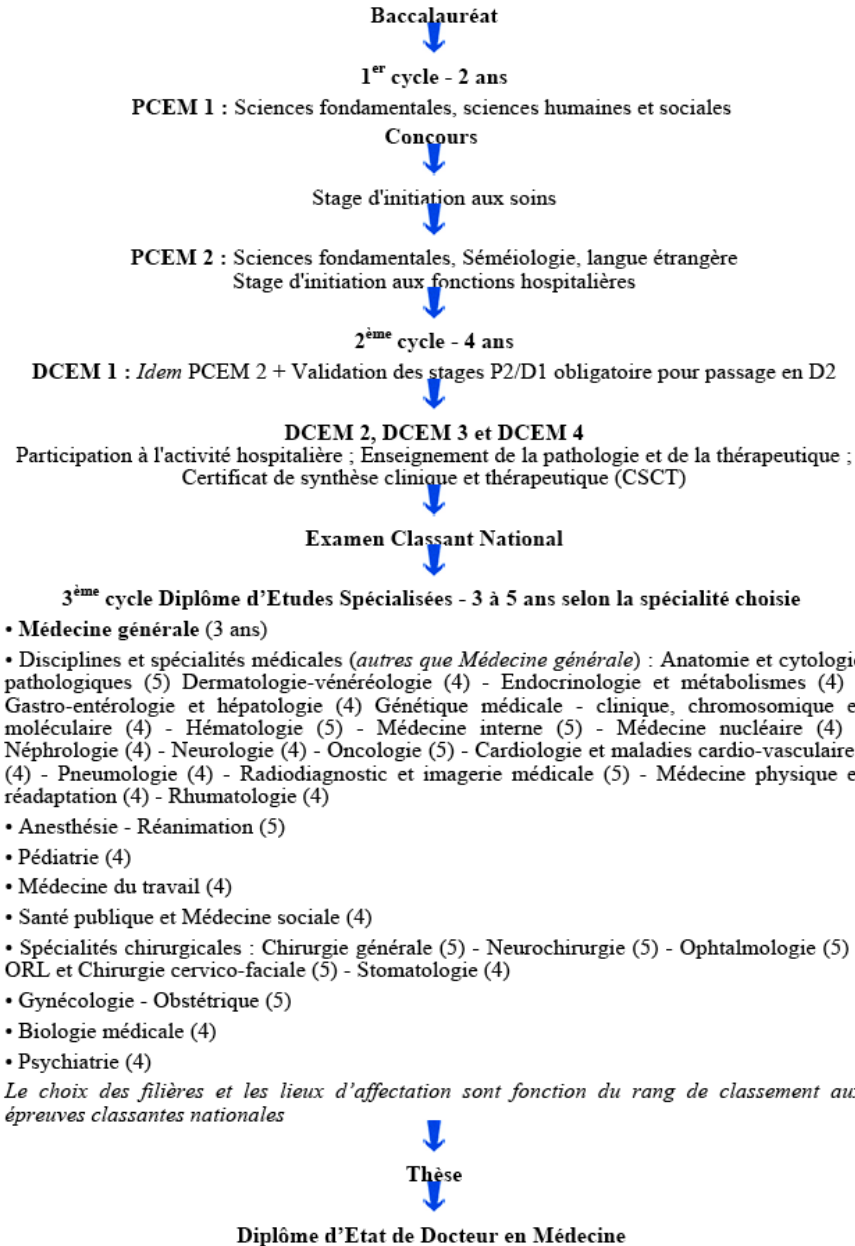 Baccalauréat
1er cycle - 2 ans
PCEM 1 : Sciences fondamentales, sciences humaines et sociales
Concours
Stage d'initiation aux soins
PCEM 2 : Sciences fondamentales, Séméiologie, langue étrangère
Stage d'initiation aux fonctions hospitalières
2ème cycle - 4 ans
DCEM 1 : Idem PCEM 2 + Validation des stages P2/D1 obligatoire pour passage en D2
DCEM 2, DCEM 3 et DCEM 4
Participation à l'activité hospitalière ; Enseignement de la pathologie et de la thérapeutique ;
Certificat de synthèse clinique et thérapeutique (CSCT)
Examen Classant National
3ème cycle Diplôme d’Etudes Spécialisées - 3 à 5 ans selon la spécialité choisie
• Médecine générale (3 ans)
• Disciplines et spécialités médicales (autres que Médecine générale) : Anatomie et cytologie
pathologiques (5) Dermatologie-vénéréologie (4) - Endocrinologie et métabolismes (4)
Gastro-entérologie et hépatologie (4) Génétique médicale - clinique, chromosomique e
moléculaire (4) - Hématologie (5) - Médecine interne (5) - Médecine nucléaire (4)
Néphrologie (4) - Neurologie (4) - Oncologie (5) - Cardiologie et maladies cardio-vasculaire
(4) - Pneumologie (4) - Radiodiagnostic et imagerie médicale (5) - Médecine physique e
réadaptation (4) - Rhumatologie (4)
• Anesthésie - Réanimation (5)
• Pédiatrie (4)
• Médecine du travail (4)
• Santé publique et Médecine sociale (4)
• Spécialités chirurgicales : Chirurgie générale (5) - Neurochirurgie (5) - Ophtalmologie (5)
ORL et Chirurgie cervico-faciale (5) - Stomatologie (4)
• Gynécologie - Obstétrique (5)
• Biologie médicale (4)
• Psychiatrie (4)
Le choix des filières et les lieux d’affectation sont fonction du rang de classement aux
épreuves classantes nationales
Thèse
Diplôme d’Etat de Docteur en Médecine